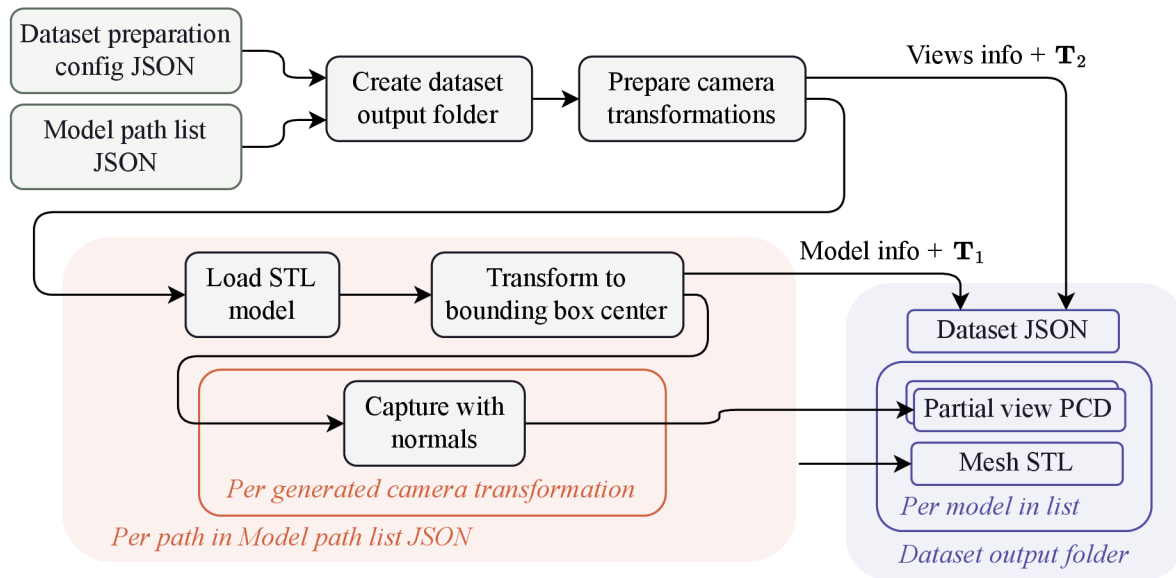 Dataset preparation
config JSON
Model path list
JSON
Create dataset
output folder
Prepare camera
transformations
Views info + T₂
Load STL
model
Transform to
bounding box center
Model info + T₁
Capture with
normals
Per generated camera transformation
Per path in Model path list JSON
Dataset JSON
Partial view PCD
Mesh STL
Per model in list
Dataset output folder